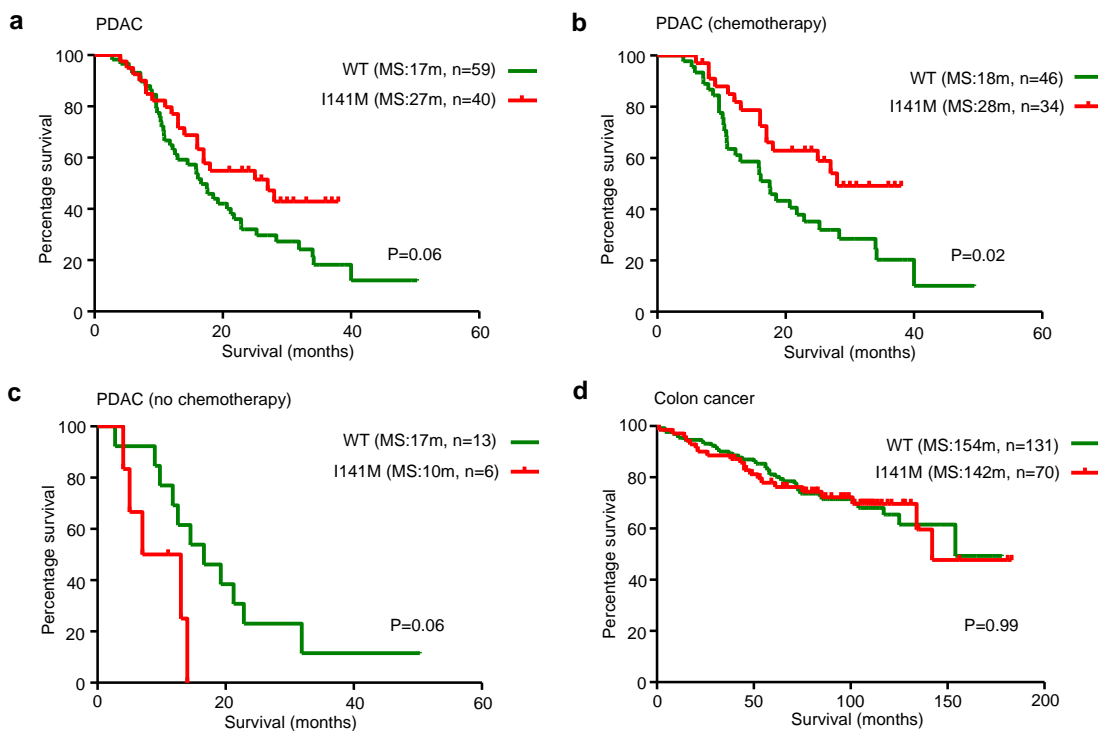 a
PDAC
WT (MS:17m, n=59)
I141M (MS:27m, n=40)
P=0.06
Percentage survival
100
80
60
40
20
0
0 20 40 60
Survival (months)
b
PDAC (chemotherapy)
WT (MS:18m, n=46)
I141M (MS:28m, n=34)
P=0.02
Percentage survival
100
80
60
40
20
0
0 20 40 60
Survival (months)
c
PDAC (no chemotherapy)
WT (MS:17m, n=13)
I141M (MS:10m, n=6)
P=0.06
Percentage survival
100
80
60
40
20
0
0 20 40 60
Survival (months)
d
Colon cancer
WT (MS:154m, n=131)
I141M (MS:142m, n=70)
P=0.99
Percentage survival
100
80
60
40
20
0
0 50 100 150 200
Survival (months)